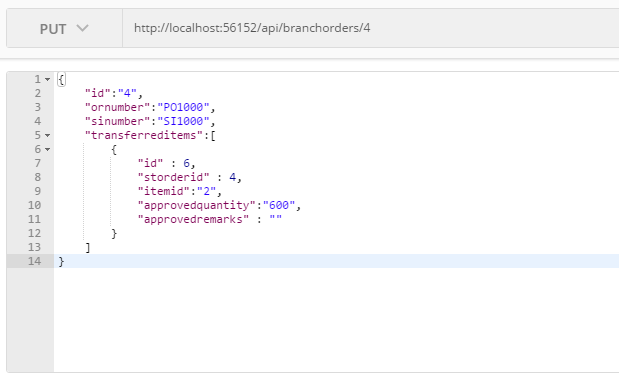 PUT http://localhost:56152/api/branchorders/4
1 {
2 "id":"4",
3 "ornumber":"PO1000",
4 "sinumber":"SI1000",
5 "transferreditems":[
6 {
7 "id" : 6,
8 "storderid" : 4,
9 "itemid":"2",
10 "approvedquantity":"600",
11 "approvedremarks" : ""
12 }
13 ]
14 }